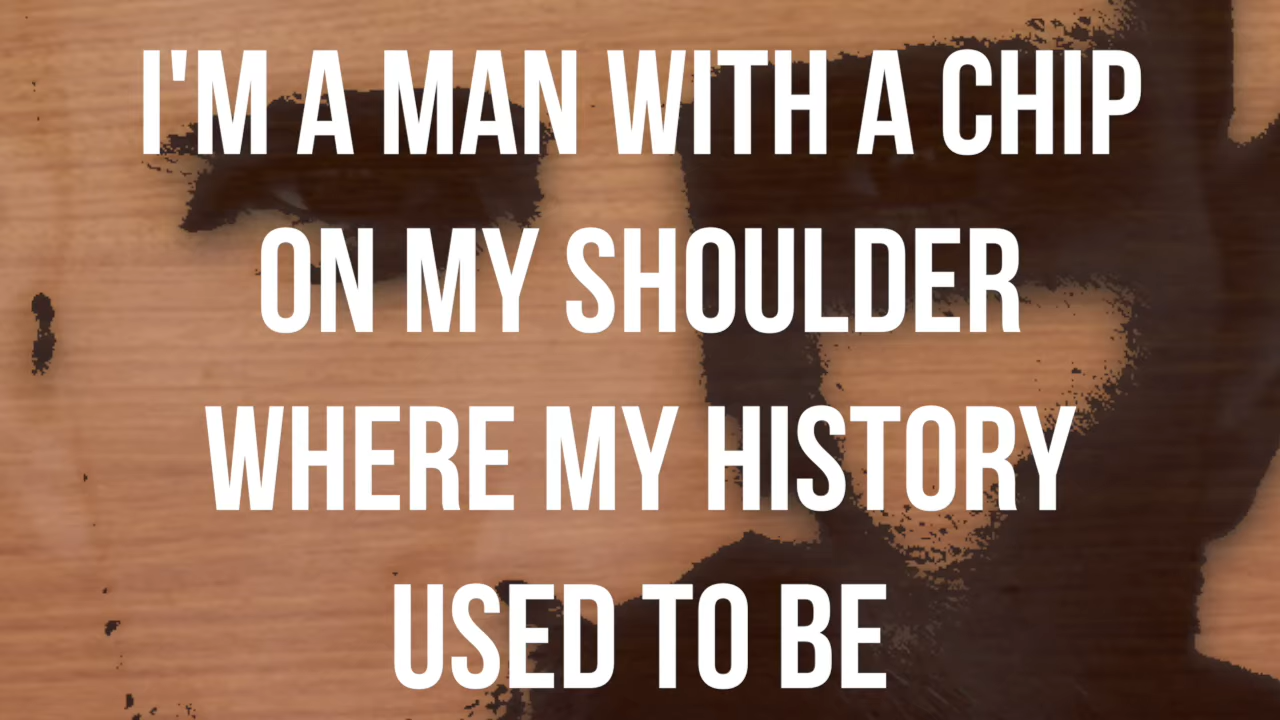 I'M A MAN WITH A CHIP
ON MY SHOULDER
WHERE MY HISTORY
USED TO BE